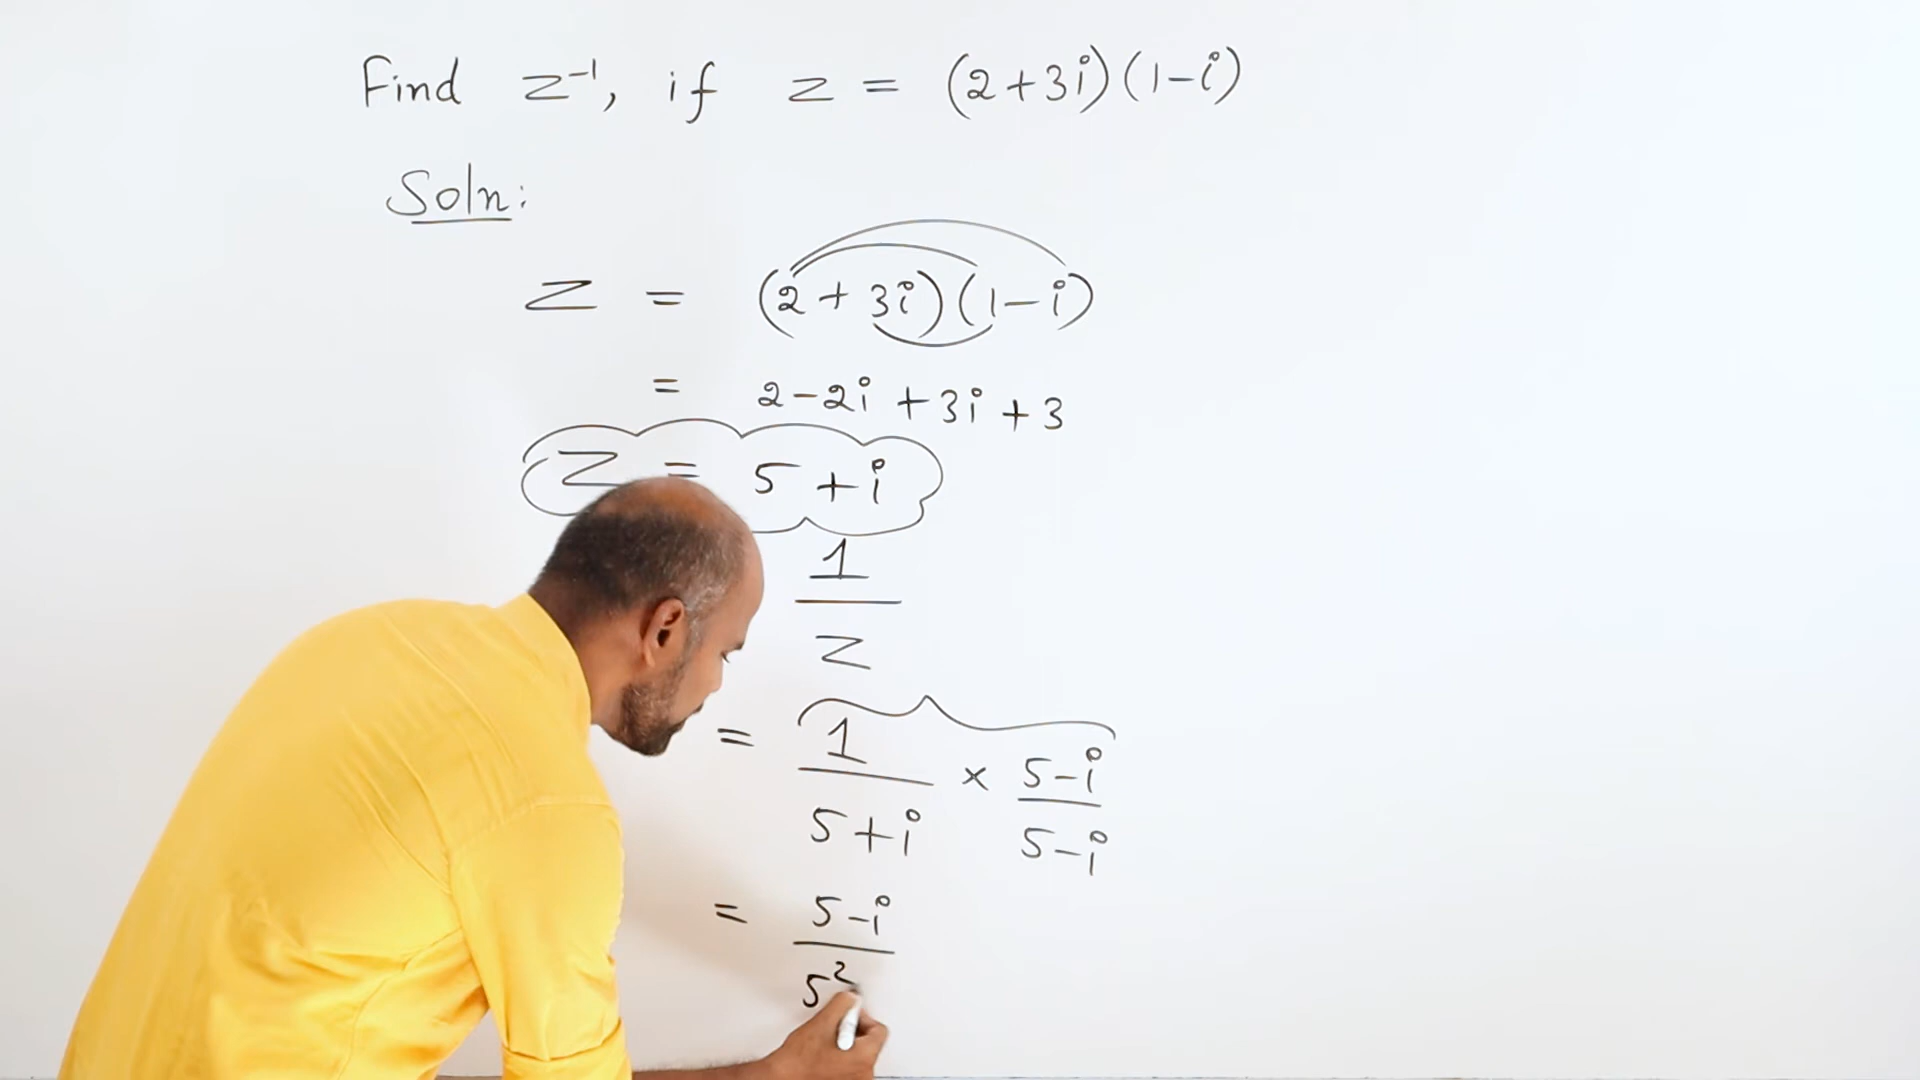 Find z⁻¹, if z = (2+3i)(1-i)
Soln:
Z = (2 + 3i)(1-i)
= 2-2i +3i +3
Z = 5 +i
1
z
= 1/5+i × 5-i/5-i
= 5-i/5²